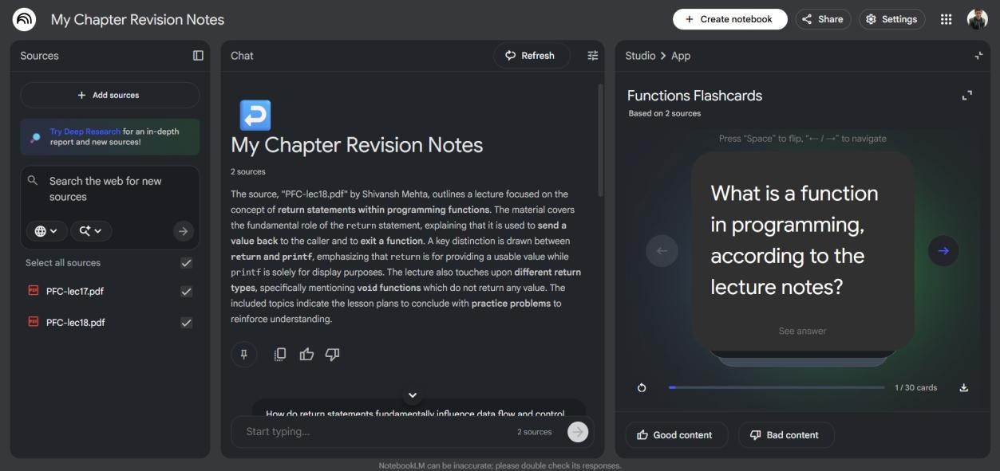 My Chapter Revision Notes
+ Create notebook
Share
Settings
Sources
+ Add sources
Try Deep Research for an in-depth
report and new sources!
Search the web for new
sources
Select all sources
PDF PFC-lec17.pdf
PDF PFC-lec18.pdf
Chat
Refresh
My Chapter Revision Notes
2 sources
The source, "PFC-lec18.pdf" by Shivansh Mehta, outlines a lecture focused on the
concept of return statements within programming functions. The material covers
the fundamental role of the return statement, explaining that it is used to send a
value back to the caller and to exit a function. A key distinction is drawn between
return and printf, emphasizing that return is for providing a usable value while
printf is solely for display purposes. The lecture also touches upon different return
types, specifically mentioning void functions which do not return any value. The
included topics indicate the lesson plans to conclude with practice problems to
reinforce understanding.
How do return statements fundamentally influence data flow and control
Start typing...
2 sources
Studio > App
Functions Flashcards
Based on 2 sources
Press “Space” to flip, “← / →” to navigate
What is a function
in programming,
according to the
lecture notes?
See answer
1 / 30 cards
Good content
Bad content
NotebookLM can be inaccurate; please double check its responses.